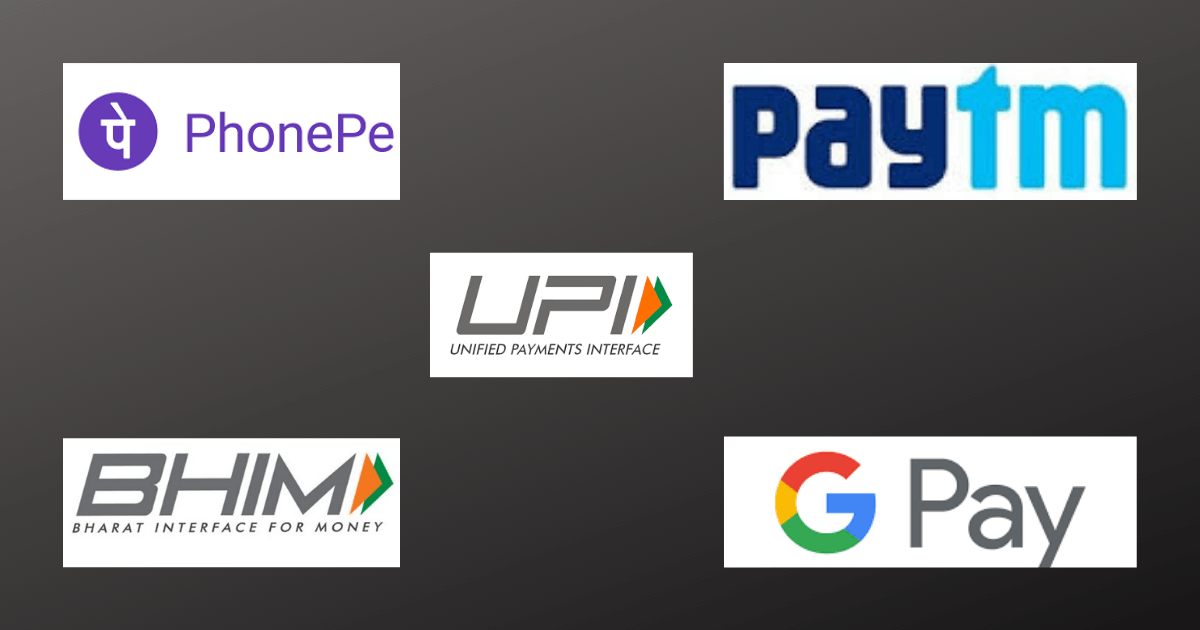 पे PhonePe
paytm
UPI
UNIFIED PAYMENTS INTERFACE
BHIM
BHARAT INTERFACE FOR MONEY
G Pay